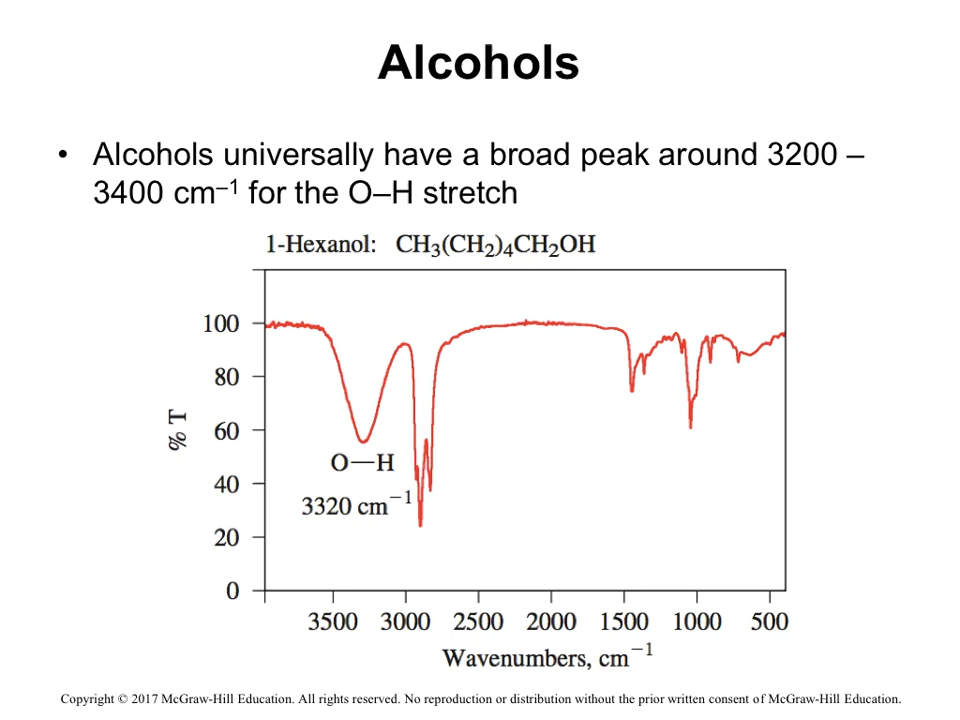 Alcohols
• Alcohols universally have a broad peak around 3200 –
3400 cm⁻¹ for the O–H stretch
1-Hexanol: CH₃(CH₂)₄CH₂OH
100
80
60
40
20
0
% T
O—H
3320 cm⁻¹
3500 3000 2500 2000 1500 1000 500
Wavenumbers, cm⁻¹
Copyright © 2017 McGraw-Hill Education. All rights reserved. No reproduction or distribution without the prior written consent of McGraw-Hill Education.